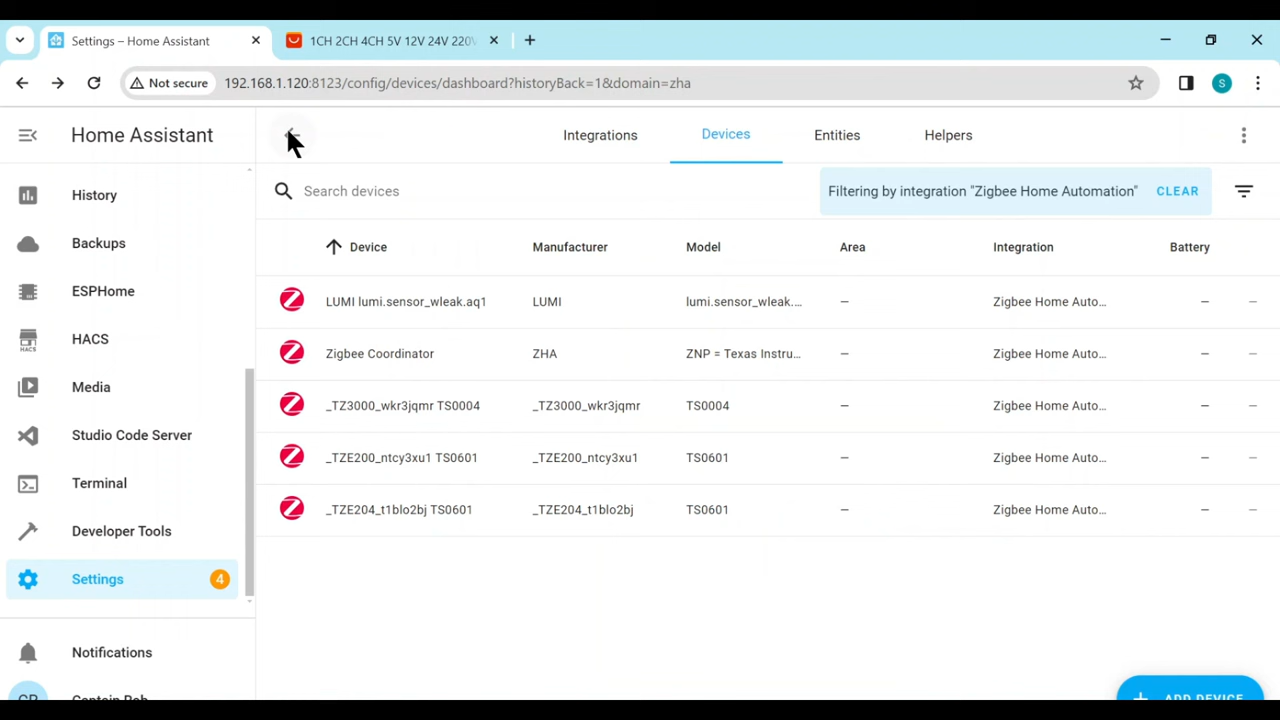 Settings – Home Assistant
1CH 2CH 4CH 5V 12V 24V 220V
Not secure
192.168.1.120:8123/config/devices/dashboard?historyBack=1&domain=zha
S
Home Assistant
Integrations
Devices
Entities
Helpers
History
Backups
ESPHome
HACS
HACS
Media
Studio Code Server
Terminal
Developer Tools
Settings
4
Notifications
Search devices
Filtering by integration "Zigbee Home Automation"
CLEAR
Device Manufacturer Model Area Integration Battery
LUMI lumi.sensor_wleak.aq1 LUMI lumi.sensor_wleak.... – Zigbee Home Auto... – –
Zigbee Coordinator ZHA ZNP = Texas Instru... – Zigbee Home Auto... – –
_TZ3000_wkr3jqmr TS0004 _TZ3000_wkr3jqmr TS0004 – Zigbee Home Auto... – –
_TZE200_ntcy3xu1 TS0601 _TZE200_ntcy3xu1 TS0601 – Zigbee Home Auto... – –
_TZE204_t1blo2bj TS0601 _TZE204_t1blo2bj TS0601 – Zigbee Home Auto... – –
ADD DEVICE